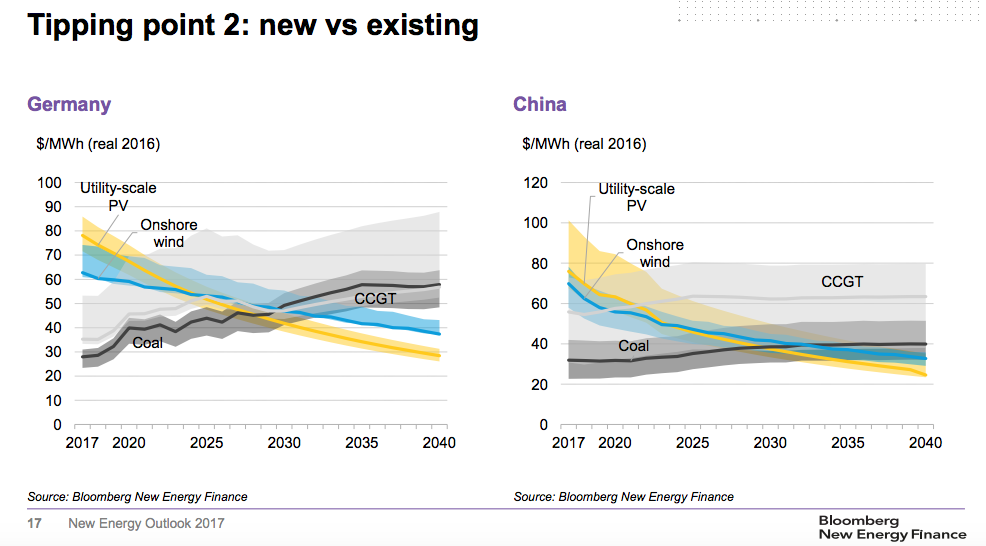 Tipping point 2: new vs existing
Germany
$/MWh (real 2016)
100
90
80
70
60
50
40
30
20
10
0
Utility-scale
PV
Onshore
wind
CCGT
Coal
2017 2020 2025 2030 2035 2040
Source: Bloomberg New Energy Finance
China
$/MWh (real 2016)
120
100
80
60
40
20
0
Utility-scale
PV
Onshore
wind
CCGT
Coal
2017 2020 2025 2030 2035 2040
Source: Bloomberg New Energy Finance
17 New Energy Outlook 2017
Bloomberg
New Energy Finance